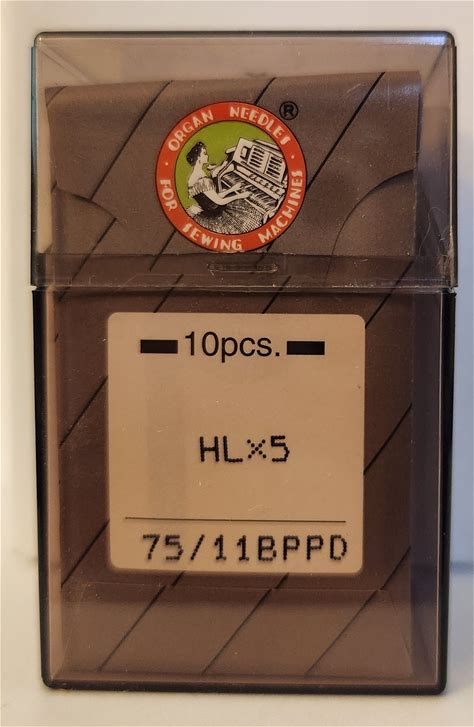 · ORGAN NEEDLES · ®
FOR SEWING MACHINES
10pcs.
HL×5
75/11BPPD